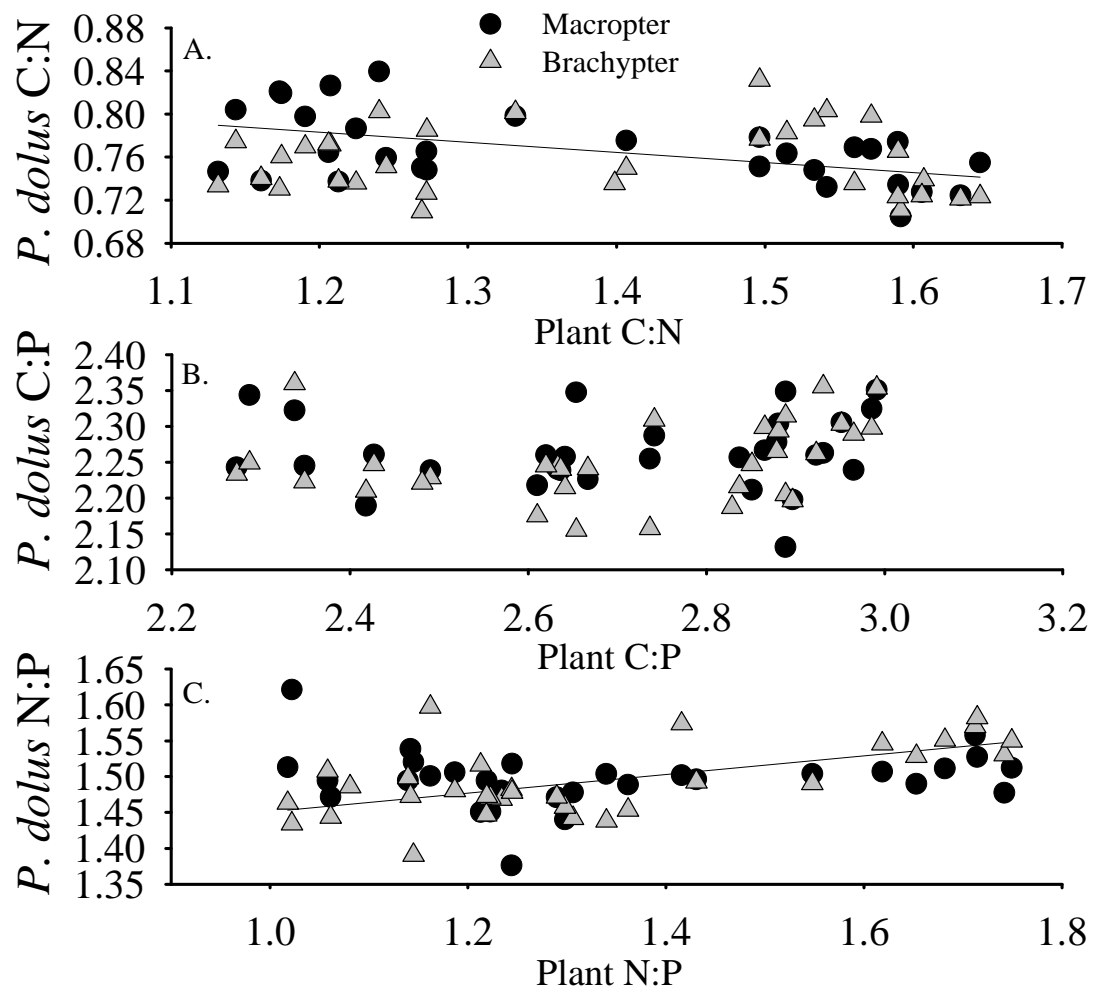 Macropter
Brachypter
A.
P. dolus C:N
0.88
0.84
0.80
0.76
0.72
0.68
1.1 1.2 1.3 1.4 1.5 1.6 1.7
Plant C:N
B.
P. dolus C:P
2.40
2.35
2.30
2.25
2.20
2.15
2.10
2.2 2.4 2.6 2.8 3.0 3.2
Plant C:P
C.
P. dolus N:P
1.65
1.60
1.55
1.50
1.45
1.40
1.35
1.0 1.2 1.4 1.6 1.8
Plant N:P